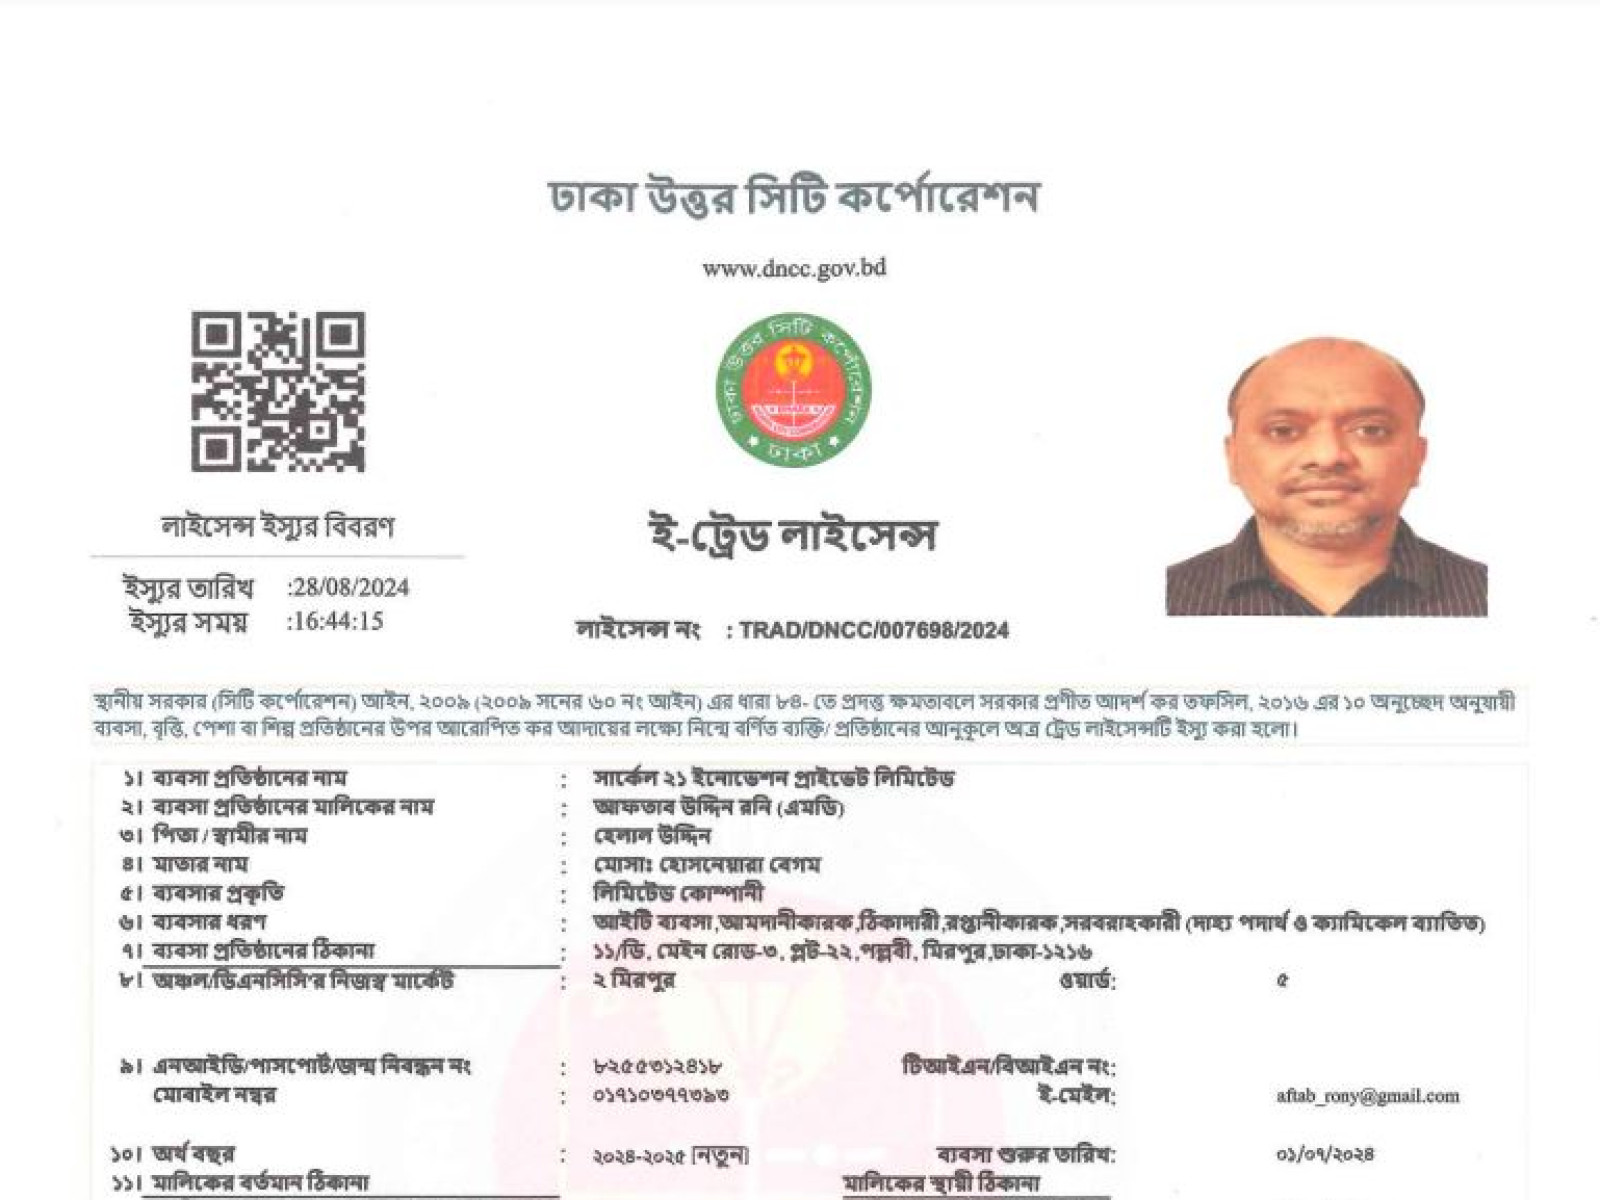 ঢাকা উত্তর সিটি কর্পোরেশন
www.dncc.gov.bd
ঢাকা উত্তর সিটি কর্পোরেশন
ঢাকা
লাইসেন্স ইস্যুর বিবরণ
ই-ট্রেড লাইসেন্স
ইস্যুর তারিখ :28/08/2024
ইস্যুর সময় :16:44:15
লাইসেন্স নং : TRAD/DNCC/007698/2024
স্থানীয় সরকার (সিটি কর্পোরেশন) আইন, ২০০৯ (২০০৯ সনের ৬০ নং আইন) এর ধারা ৮৪- তে প্রদত্ত ক্ষমতাবলে সরকার প্রণীত আদর্শ কর তফসিল, ২০১৬ এর ১০ অনুচ্ছেদ অনুযায়ী
ব্যবসা, বৃত্তি, পেশা বা শিল্প প্রতিষ্ঠানের উপর আরোপিত কর আদায়ের লক্ষ্যে নিম্নে বর্ণিত ব্যক্তি/ প্রতিষ্ঠানের আনুকূলে অত্র ট্রেড লাইসেন্সটি ইস্যু করা হলো।
১। ব্যবসা প্রতিষ্ঠানের নাম : সার্কেল ২১ ইনোভেশন প্রাইভেট লিমিটেড
২। ব্যবসা প্রতিষ্ঠানের মালিকের নাম : আফতাব উদ্দিন রনি (এমডি)
৩। পিতা / স্বামীর নাম : হেলাল উদ্দিন
৪। মাতার নাম : মোসাঃ হোসনেয়ারা বেগম
৫। ব্যবসার প্রকৃতি : লিমিটেড কোম্পানী
৬। ব্যবসার ধরণ : আইটি ব্যবসা,আমদানীকারক,ঠিকাদারী,রপ্তানীকারক,সরবরাহকারী (দাহ্য পদার্থ ও ক্যামিকেল ব্যাতিত)
৭। ব্যবসা প্রতিষ্ঠানের ঠিকানা : ১১/ডি, মেইন রোড-৩, প্লট-২২,পল্লবী, মিরপুর,ঢাকা-১২১৬
৮। অঞ্চল/ডিএনসিসি'র নিজস্ব মার্কেট : ২ মিরপুর ওয়ার্ড: ৫
৯। এনআইডি/পাসপোর্ট/জন্ম নিবন্ধন নং : ৮২৫৫৩১২৪১৮ টিআইএন/বিআইএন নং:
মোবাইল নম্বর : ০১৭১০৩৭৭৩৯৩ ই-মেইল: aftab_rony@gmail.com
১০। অর্থ বছর : ২০২৪-২০২৫ [নতুন] ব্যবসা শুরুর তারিখ: ০১/০৭/২০২৪
১১। মালিকের বর্তমান ঠিকানা মালিকের স্থায়ী ঠিকানা